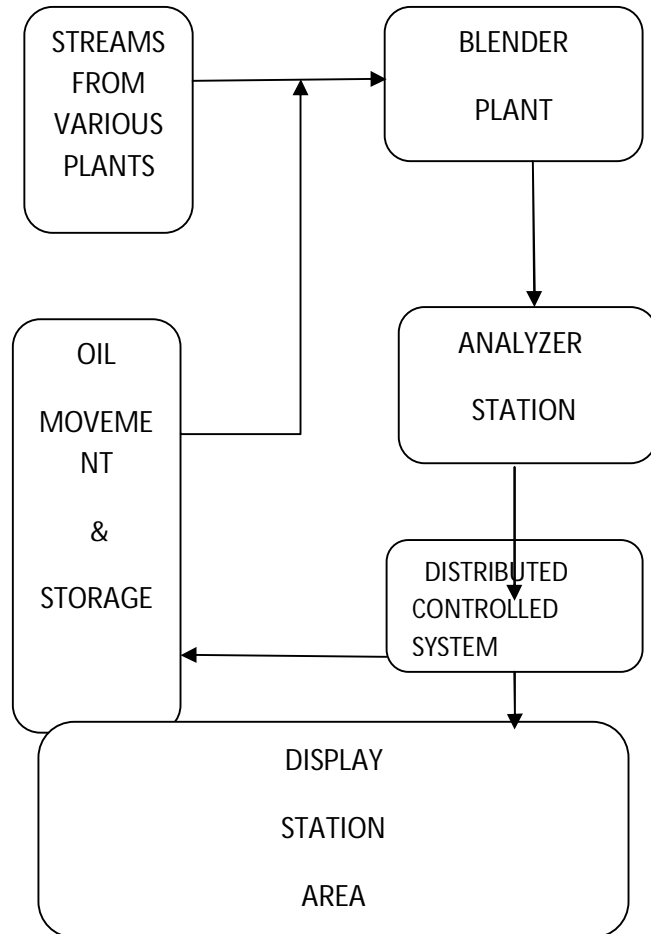 STREAMS
FROM
VARIOUS
PLANTS
BLENDER
PLANT
OIL
MOVEME
NT
&
STORAGE
ANALYZER
STATION
DISTRIBUTED
CONTROLLED
SYSTEM
DISPLAY
STATION
AREA